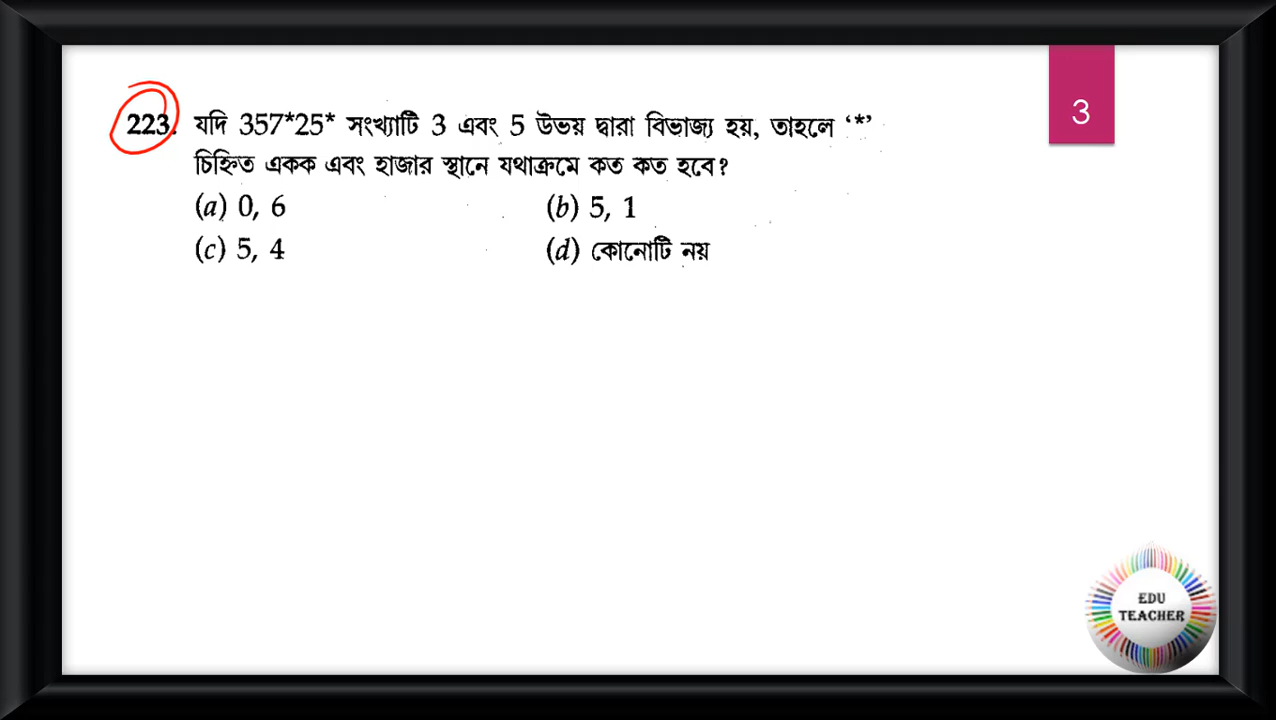 3
223. যদি 357*25* সংখ্যাটি 3 এবং 5 উভয় দ্বারা বিভাজ্য হয়, তাহলে ‘*’
চিহ্নিত একক এবং হাজার স্থানে যথাক্রমে কত কত হবে?
(a) 0, 6 (b) 5, 1
(c) 5, 4 (d) কোনোটি নয়
EDU
TEACHER